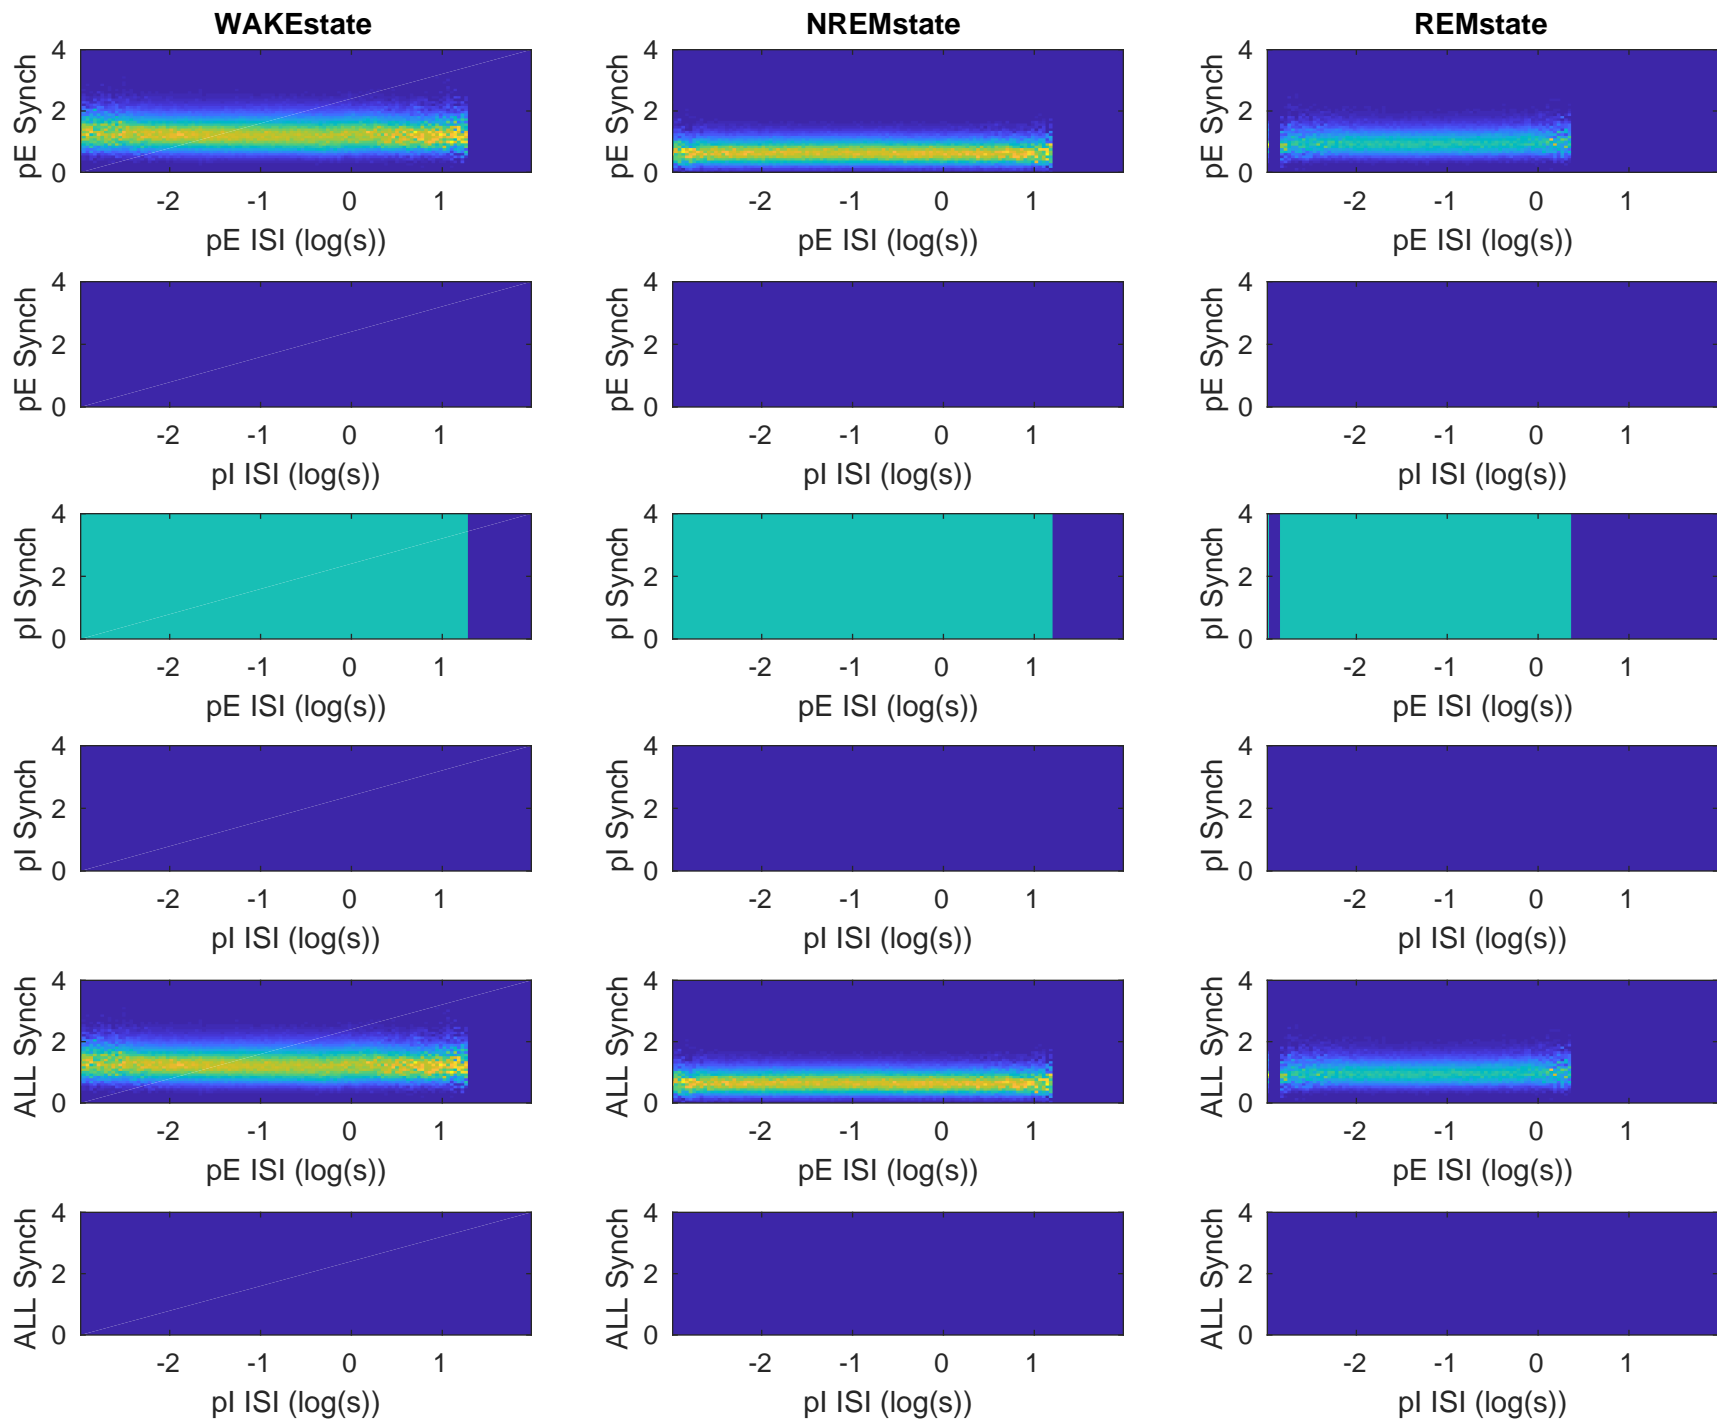 WAKEstate NREMstate REMstate
4 4 4
pE Synch pE Synch pE Synch
2 2 2
0 0 0
-2 -1 0 1 -2 -1 0 1 -2 -1 0 1
pE ISI (log(s)) pE ISI (log(s)) pE ISI (log(s))
4 4 4
pE Synch pE Synch pE Synch
2 2 2
0 0 0
-2 -1 0 1 -2 -1 0 1 -2 -1 0 1
pI ISI (log(s)) pI ISI (log(s)) pI ISI (log(s))
4 4 4
pI Synch pI Synch pI Synch
2 2 2
0 0 0
-2 -1 0 1 -2 -1 0 1 -2 -1 0 1
pE ISI (log(s)) pE ISI (log(s)) pE ISI (log(s))
4 4 4
pI Synch pI Synch pI Synch
2 2 2
0 0 0
-2 -1 0 1 -2 -1 0 1 -2 -1 0 1
pI ISI (log(s)) pI ISI (log(s)) pI ISI (log(s))
4 4 4
ALL Synch ALL Synch ALL Synch
2 2 2
0 0 0
-2 -1 0 1 -2 -1 0 1 -2 -1 0 1
pE ISI (log(s)) pE ISI (log(s)) pE ISI (log(s))
4 4 4
ALL Synch ALL Synch ALL Synch
2 2 2
0 0 0
-2 -1 0 1 -2 -1 0 1 -2 -1 0 1
pI ISI (log(s)) pI ISI (log(s)) pI ISI (log(s))